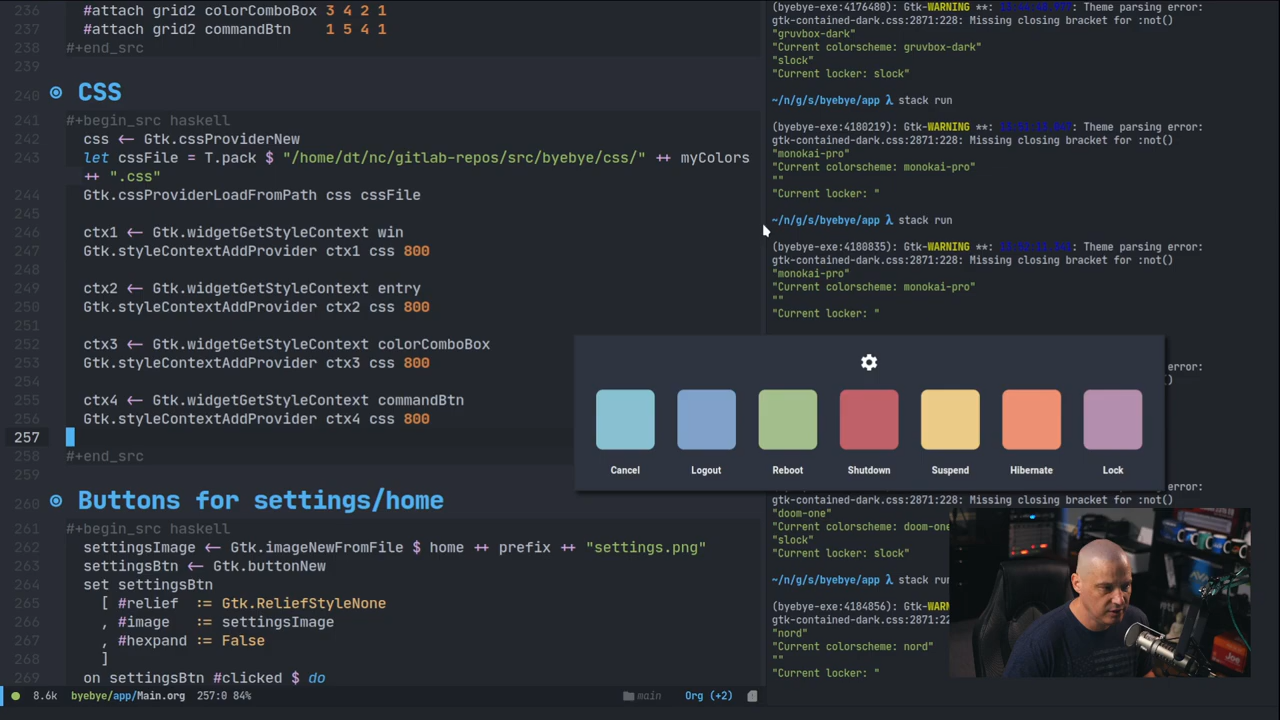 236 #attach grid2 colorComboBox 3 4 2 1
237 #attach grid2 commandBtn 1 5 4 1
238 #+end_src
239
240 CSS
241 #+begin_src haskell
242 css <- Gtk.cssProviderNew
243 let cssFile = T.pack $ "/home/dt/nc/gitlab-repos/src/byebye/css/" ++ myColors
++ ".css"
244 Gtk.cssProviderLoadFromPath css cssFile
245
246 ctx1 <- Gtk.widgetGetStyleContext win
247 Gtk.styleContextAddProvider ctx1 css 800
248
249 ctx2 <- Gtk.widgetGetStyleContext entry
250 Gtk.styleContextAddProvider ctx2 css 800
251
252 ctx3 <- Gtk.widgetGetStyleContext colorComboBox
253 Gtk.styleContextAddProvider ctx3 css 800
254
255 ctx4 <- Gtk.widgetGetStyleContext commandBtn
256 Gtk.styleContextAddProvider ctx4 css 800
257
258 #+end_src
259
260 Buttons for settings/home
261 #+begin_src haskell
262 settingsImage <- Gtk.imageNewFromFile $ home ++ prefix ++ "settings.png"
263 settingsBtn <- Gtk.buttonNew
264 set settingsBtn
265 [ #relief := Gtk.ReliefStyleNone
266 , #image := settingsImage
267 , #hexpand := False
268 ]
269 on settingsBtn #clicked $ do
8.6k byebye/app/Main.org 257:0 84% main Org (+2)
(byebye-exe:4176480): Gtk-WARNING **: : Theme parsing error:
gtk-contained-dark.css:2871:228: Missing closing bracket for :not()
"gruvbox-dark"
"Current colorscheme: gruvbox-dark"
"slock"
"Current locker: slock"
~/n/g/s/byebye/app λ stack run
(byebye-exe:4180219): Gtk-WARNING **: : Theme parsing error:
gtk-contained-dark.css:2871:228: Missing closing bracket for :not()
"monokai-pro"
"Current colorscheme: monokai-pro"
""
"Current locker: "
~/n/g/s/byebye/app λ stack run
(byebye-exe:4180835): Gtk-WARNING **: : Theme parsing error:
gtk-contained-dark.css:2871:228: Missing closing bracket for :not()
"monokai-pro"
"Current colorscheme: monokai-pro"
""
"Current locker: "
error:
)
Cancel Logout Reboot Shutdown Suspend Hibernate Lock
error:
)
"doom-one"
"Current colorscheme: doom-one
"slock"
"Current locker: slock"
~/n/g/s/byebye/app λ stack run
(byebye-exe:4184856): Gtk-WARN
gtk-contained-dark.css:2871:22
"nord"
"Current colorscheme: nord"
""
"Current locker: "